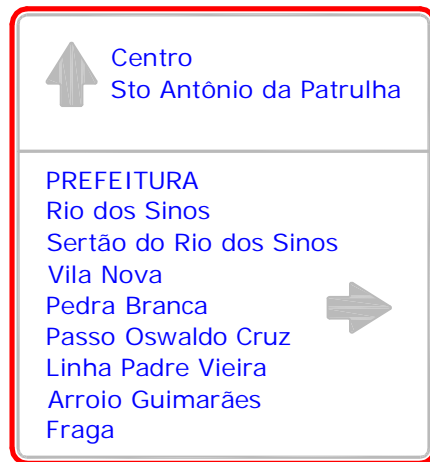 Centro
Sto Antônio da Patrulha
PREFEITURA
Rio dos Sinos
Sertão do Rio dos Sinos
Vila Nova
Pedra Branca
Passo Oswaldo Cruz
Linha Padre Vieira
Arroio Guimarães
Fraga